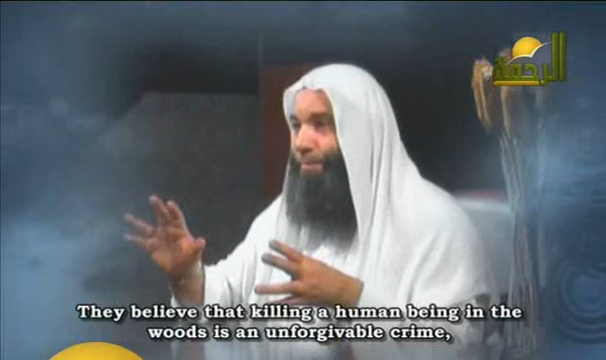 الرحمة
They believe that killing a human being in the
woods is an unforgivable crime,